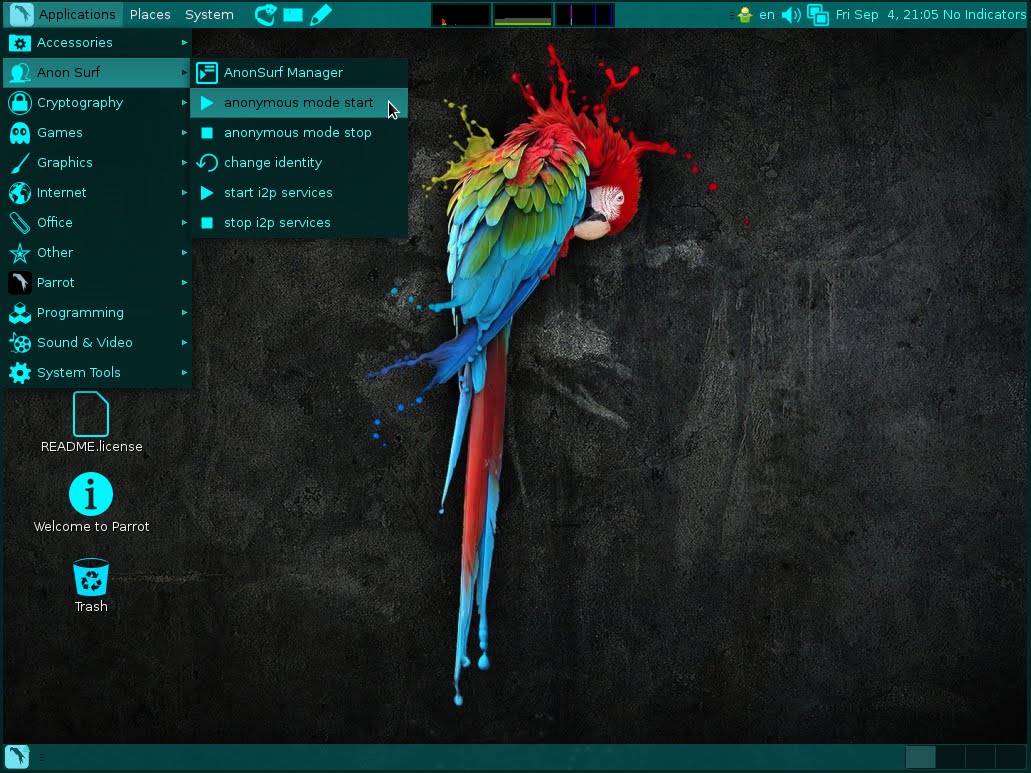 Applications Places System
en Fri Sep 4, 21:05 No Indicators
Accessories
Anon Surf
Cryptography
Games
Graphics
Internet
Office
Other
Parrot
Programming
Sound & Video
System Tools
AnonSurf Manager
anonymous mode start
anonymous mode stop
change identity
start i2p services
stop i2p services
README.license
Welcome to Parrot
Trash